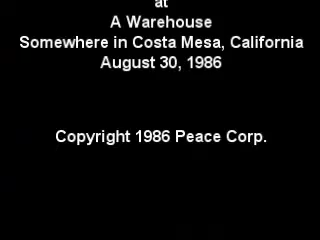 at
A Warehouse
Somewhere in Costa Mesa, California
August 30, 1986
Copyright 1986 Peace Corp.